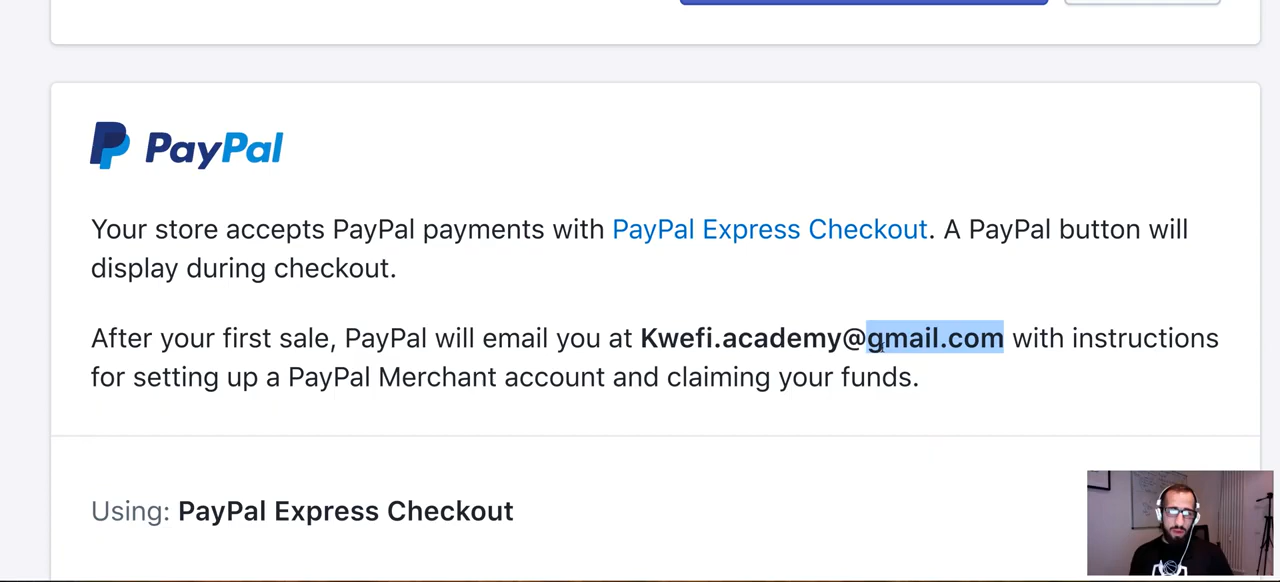 PayPal
Your store accepts PayPal payments with PayPal Express Checkout. A PayPal button will
display during checkout.
After your first sale, PayPal will email you at Kwefi.academy@gmail.com with instructions
for setting up a PayPal Merchant account and claiming your funds.
Using: PayPal Express Checkout